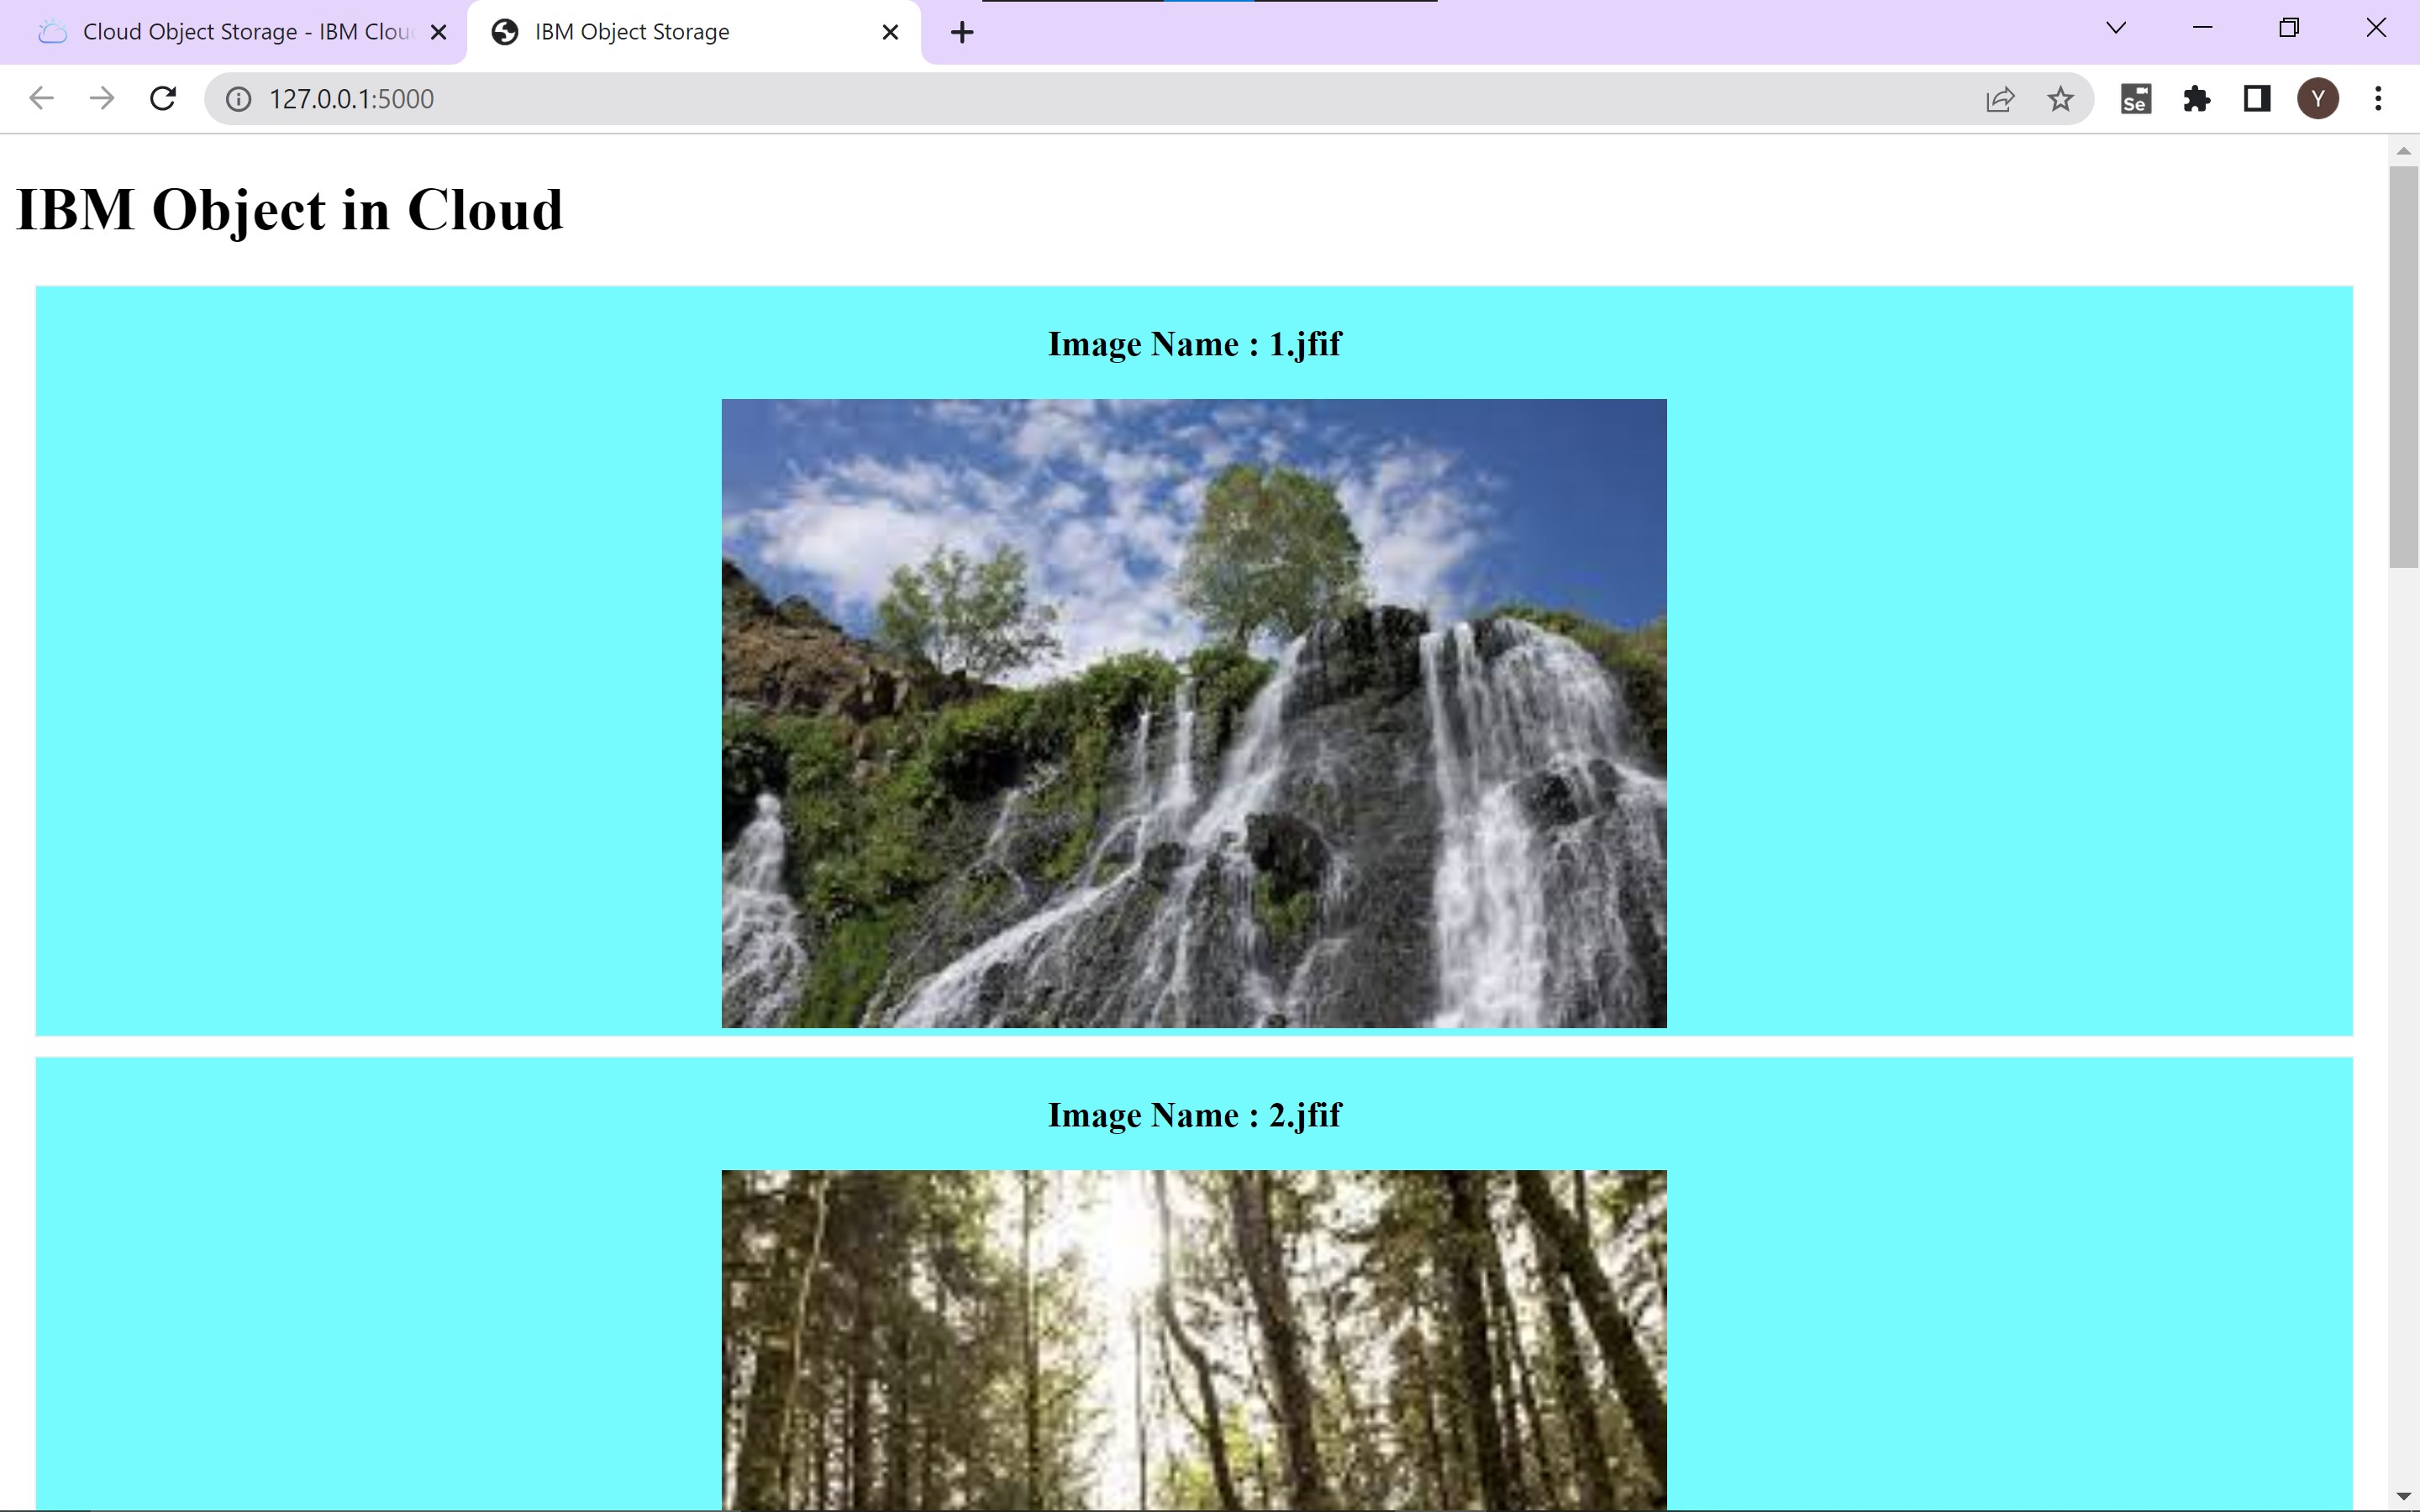 Cloud Object Storage - IBM Clou
IBM Object Storage
127.0.0.1:5000
Se
Y
IBM Object in Cloud
Image Name : 1.jfif
Image Name : 2.jfif